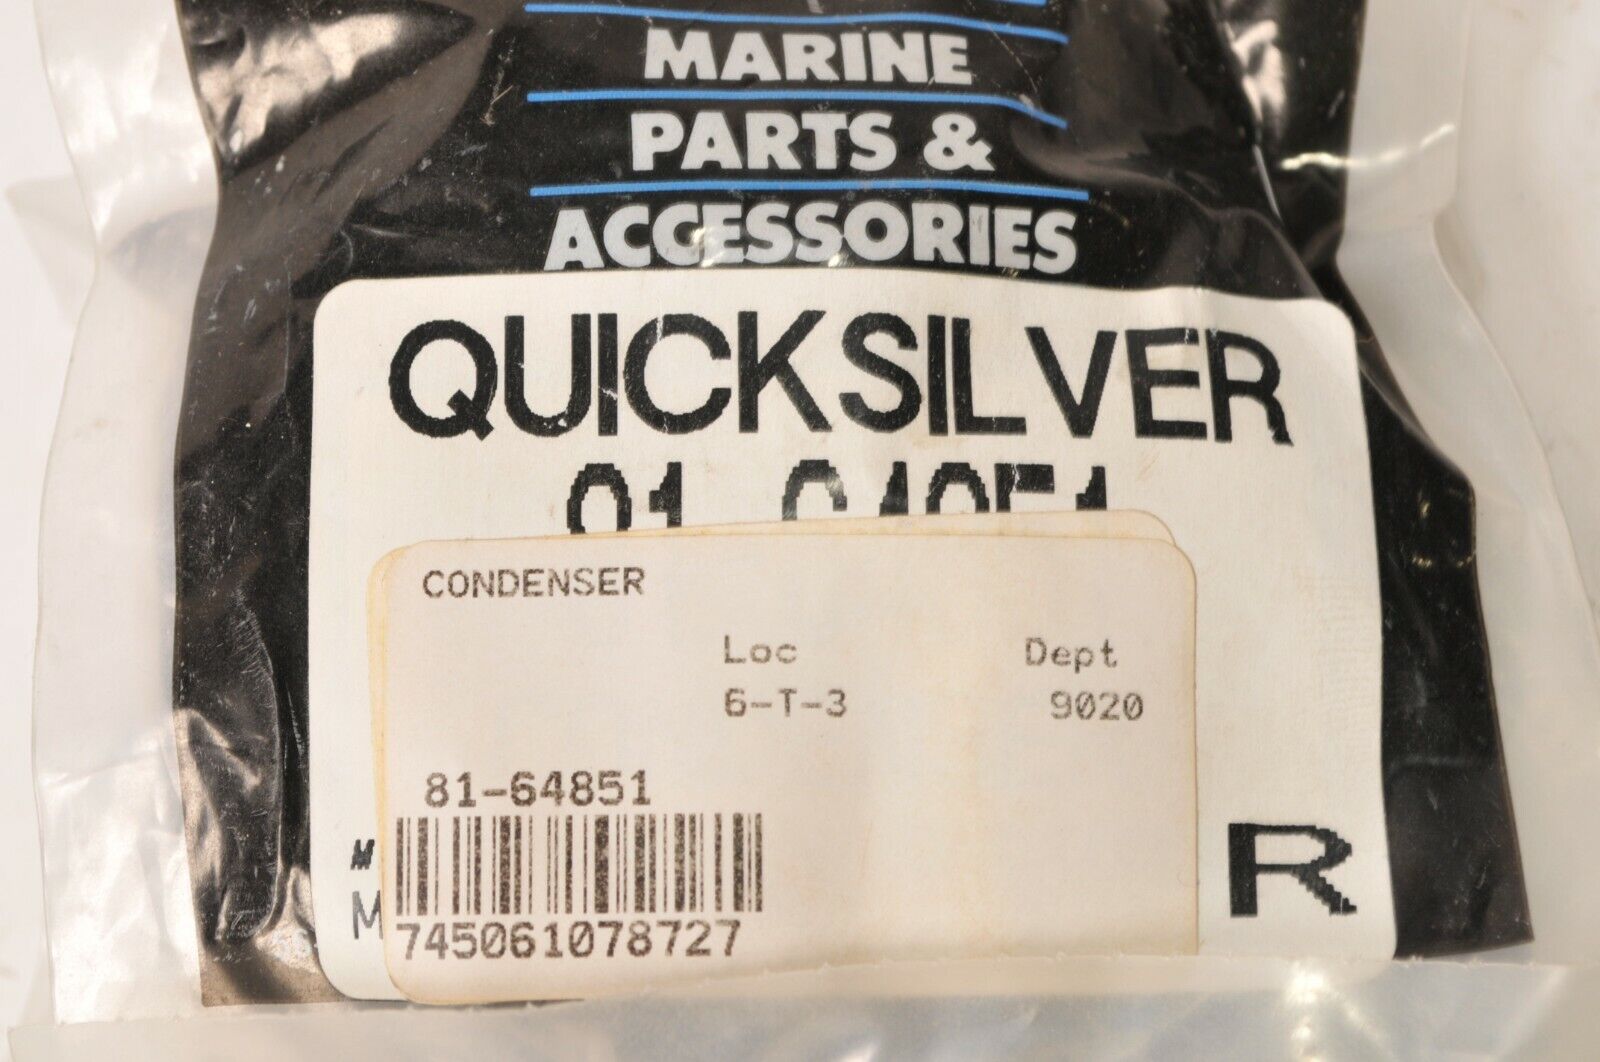 MARINE
PARTS &
ACCESSORIES
QUICKSILVER
CONDENSER
Loc Dept
6-T-3 9020
81-64851
745061078727
M
R